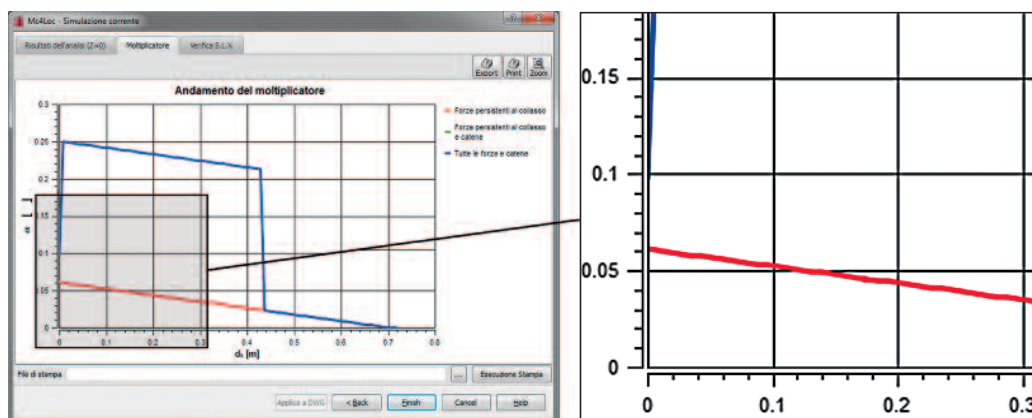 Mc4Loc - Simulazione corrente
Risultati dell'analisi (Z=0)
Moltiplicatore
Verifica S.L.V.
Export
Print
Zoom
Andamento del moltiplicatore
0.3
0.25
0.2
0.15
0.1
0.05
0
α [ _ ]
0 0.1 0.2 0.3 0.4 0.5 0.6 0.7 0.8
dk [m]
Forze persistenti al collasso
Forze persistenti al collasso
e catene
Tutte le forze e catene
File di stampa
...
Esecuzione Stampa
Applica a DWG
< Back
Finish
Cancel
Help
0.15
0.1
0.05
0
0 0.1 0.2 0.3